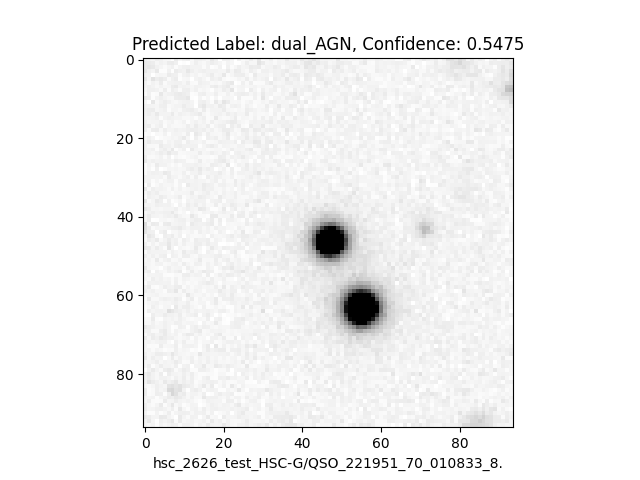 Predicted Label: dual_AGN, Confidence: 0.5475
0
20
40
60
80
0 20 40 60 80
hsc_2626_test_HSC-G/QSO_221951_70_010833_8.